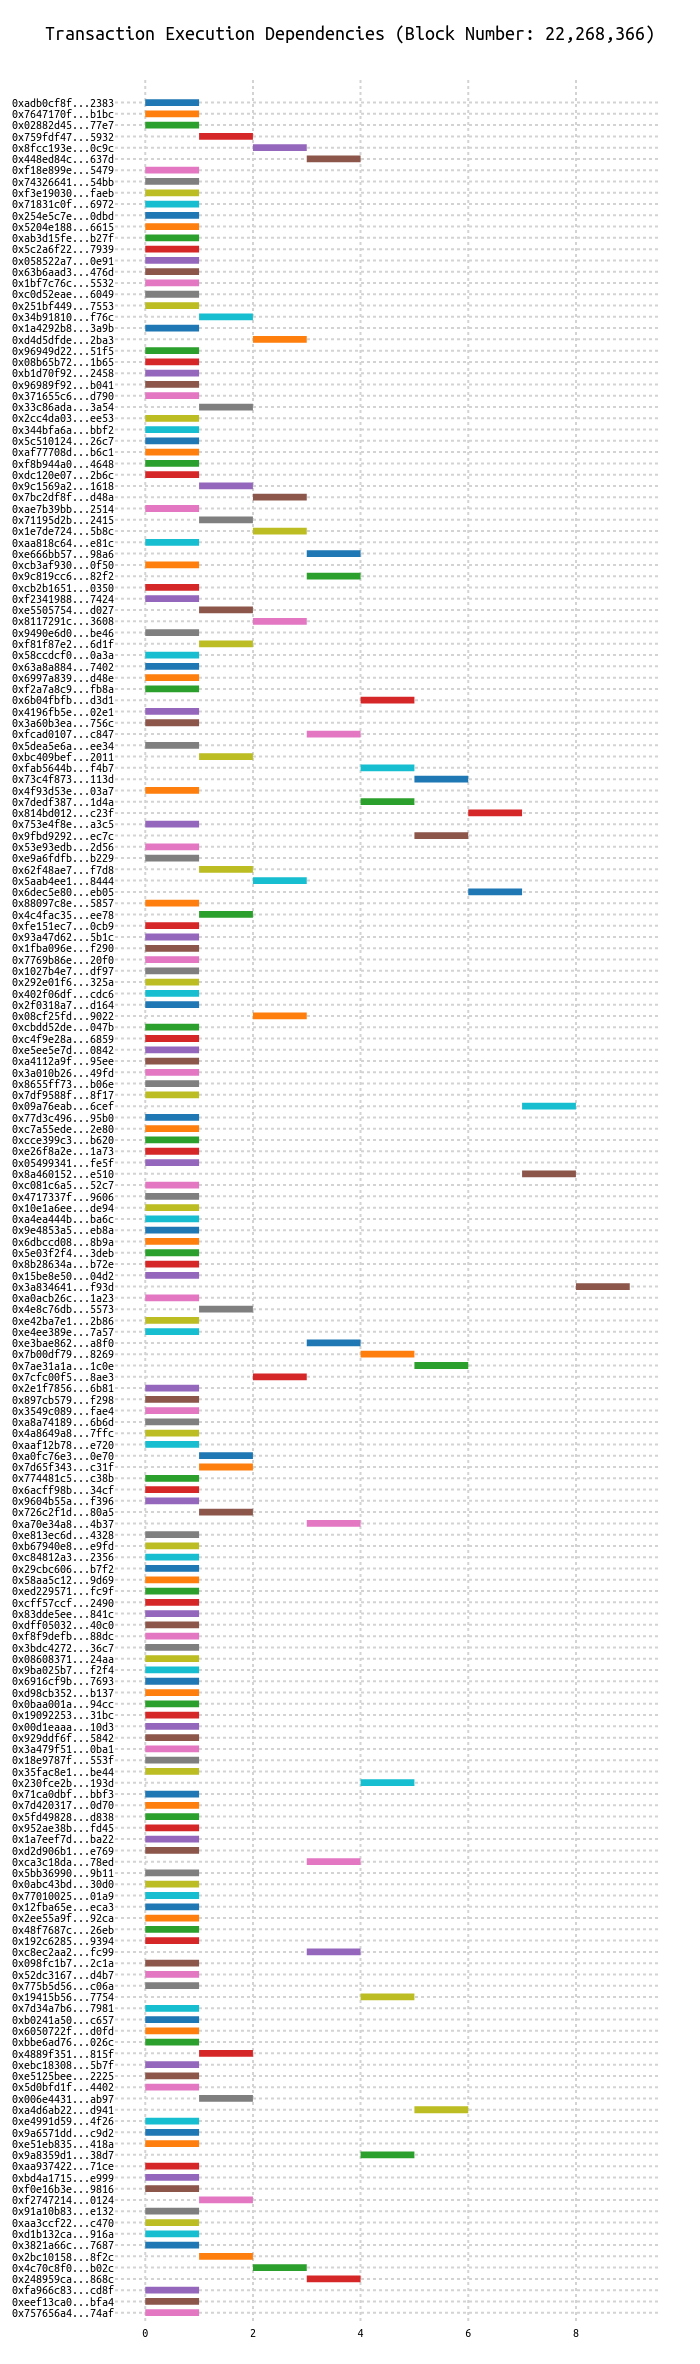 Transaction Execution Dependencies (Block Number: 22,268,366)
0xadb0cf8f...2383
0x7647170f...b1bc
0x02882d45...77e7
0x759fdf47...5932
0x8fcc193e...0c9c
0x448ed84c...637d
0xf18e899e...5479
0x74326641...54bb
0xf3e19030...faeb
0x71831c0f...6972
0x254e5c7e...0dbd
0x5204e188...6615
0xab3d15fe...b27f
0x5c2a6f22...7939
0x058522a7...0e91
0x63b6aad3...476d
0x1bf7c76c...5532
0xc0d52eae...6049
0x251bf449...7553
0x34b91810...f76c
0x1a4292b8...3a9b
0xd4d5dfde...2ba3
0x96949d22...51f5
0x08b65b72...1b65
0xb1d70f92...2458
0x96989f92...b041
0x371655c6...d790
0x33c86ada...3a54
0x2cc4da03...ee53
0x344bfa6a...bbf2
0x5c510124...26c7
0xaf77708d...b6c1
0xf8b944a0...4648
0xdc120e07...2b6c
0x9c1569a2...1618
0x7bc2df8f...d48a
0xae7b39bb...2514
0x71195d2b...2415
0x1e7de724...5b8c
0xaa818c64...e81c
0xe666bb57...98a6
0xcb3af930...0f50
0x9c819cc6...82f2
0xcb2b1651...0350
0xf2341988...7424
0xe5505754...d027
0x8117291c...3608
0x9490e6d0...be46
0xf81f87e2...6d1f
0x58ccdcf0...0a3a
0x63a8a884...7402
0x6997a839...d48e
0xf2a7a8c9...fb8a
0x6b04fbfb...d3d1
0x4196fb5e...02e1
0x3a60b3ea...756c
0xfcad0107...c847
0x5dea5e6a...ee34
0xbc409bef...2011
0xfab5644b...f4b7
0x73c4f873...113d
0x4f93d53e...03a7
0x7dedf387...1d4a
0x814bd012...c23f
0x753e4f8e...a3c5
0x9fbd9292...ec7c
0x53e93edb...2d56
0xe9a6fdfb...b229
0x62f48ae7...f7d8
0x5aab4ee1...8444
0x6dec5e80...eb05
0x88097c8e...5857
0x4c4fac35...ee78
0xfe151ec7...0cb9
0x93a47d62...5b1c
0x1fba096e...f290
0x7769b86e...20f0
0x1027b4e7...df97
0x292e01f6...325a
0x402f06df...cdc6
0x2f0318a7...d164
0x08cf25fd...9022
0xcbdd52de...047b
0xc4f9e28a...6859
0xe5ee5e7d...0842
0xa4112a9f...95ee
0x3a010b26...49fd
0x8655ff73...b06e
0x7df9588f...8f17
0x09a76eab...6cef
0x77d3c496...95b0
0xc7a55ede...2e80
0xcce399c3...b620
0xe26f8a2e...1a73
0x05499341...fe5f
0x8a460152...e510
0xc081c6a5...52c7
0x4717337f...9606
0x10e1a6ee...de94
0xa4ea444b...ba6c
0x9e4853a5...eb8a
0x6dbccd08...8b9a
0x5e03f2f4...3deb
0x8b28634a...b72e
0x15be8e50...04d2
0x3a834641...f93d
0xa0acb26c...1a23
0x4e8c76db...5573
0xe42ba7e1...2b86
0xe4ee389e...7a57
0xe3bae862...a8f0
0x7b00df79...8269
0x7ae31a1a...1c0e
0x7cfc00f5...8ae3
0x2e1f7856...6b81
0x897cb579...f298
0x3549c089...fae4
0xa8a74189...6b6d
0x4a8649a8...7ffc
0xaaf12b78...e720
0xa0fc76e3...0e70
0x7d65f343...c31f
0x774481c5...c38b
0x6acff98b...34cf
0x9604b55a...f396
0x726c2f1d...80a5
0xa70e34a8...4b37
0xe813ec6d...4328
0xb67940e8...e9fd
0xc84812a3...2356
0x29cbc606...b7f2
0x58aa5c12...9d69
0xed229571...fc9f
0xcff57ccf...2490
0x83dde5ee...841c
0xdff05032...40c0
0xf8f9defb...88dc
0x3bdc4272...36c7
0x08608371...24aa
0x9ba025b7...f2f4
0x6916cf9b...7693
0xd98cb352...b137
0x0baa001a...94cc
0x19092253...31bc
0x00d1eaaa...10d3
0x929ddf6f...5842
0x3a479f51...0ba1
0x18e9787f...553f
0x35fac8e1...be44
0x230fce2b...193d
0x71ca0dbf...bbf3
0x7d420317...0d70
0x5fd49828...d838
0x952ae38b...fd45
0x1a7eef7d...ba22
0xd2d906b1...e769
0xca3c18da...78ed
0x5bb36990...9b11
0x0abc43bd...30d0
0x77010025...01a9
0x12fba65e...eca3
0x2ee55a9f...92ca
0x48f7687c...26eb
0x192c6285...9394
0xc8ec2aa2...fc99
0x098fc1b7...2c1a
0x52dc3167...d4b7
0x775b5d56...c06a
0x19415b56...7754
0x7d34a7b6...7981
0xb0241a50...c657
0x6050722f...d0fd
0xbbe6ad76...026c
0x4889f351...815f
0xebc18308...5b7f
0xe5125bee...2225
0x5d0bfd1f...4402
0x006e4431...ab97
0xa4d6ab22...d941
0xe4991d59...4f26
0x9a6571dd...c9d2
0xe51eb835...418a
0x9a8359d1...38d7
0xaa937422...71ce
0xbd4a1715...e999
0xf0e16b3e...9816
0xf2747214...0124
0x91a10b83...e132
0xaa3ccf22...c470
0xd1b132ca...916a
0x3821a66c...7687
0x2bc10158...8f2c
0x4c70c8f0...b02c
0x248959ca...868c
0xfa966c83...cd8f
0xeef13ca0...bfa4
0x757656a4...74af
0 2 4 6 8